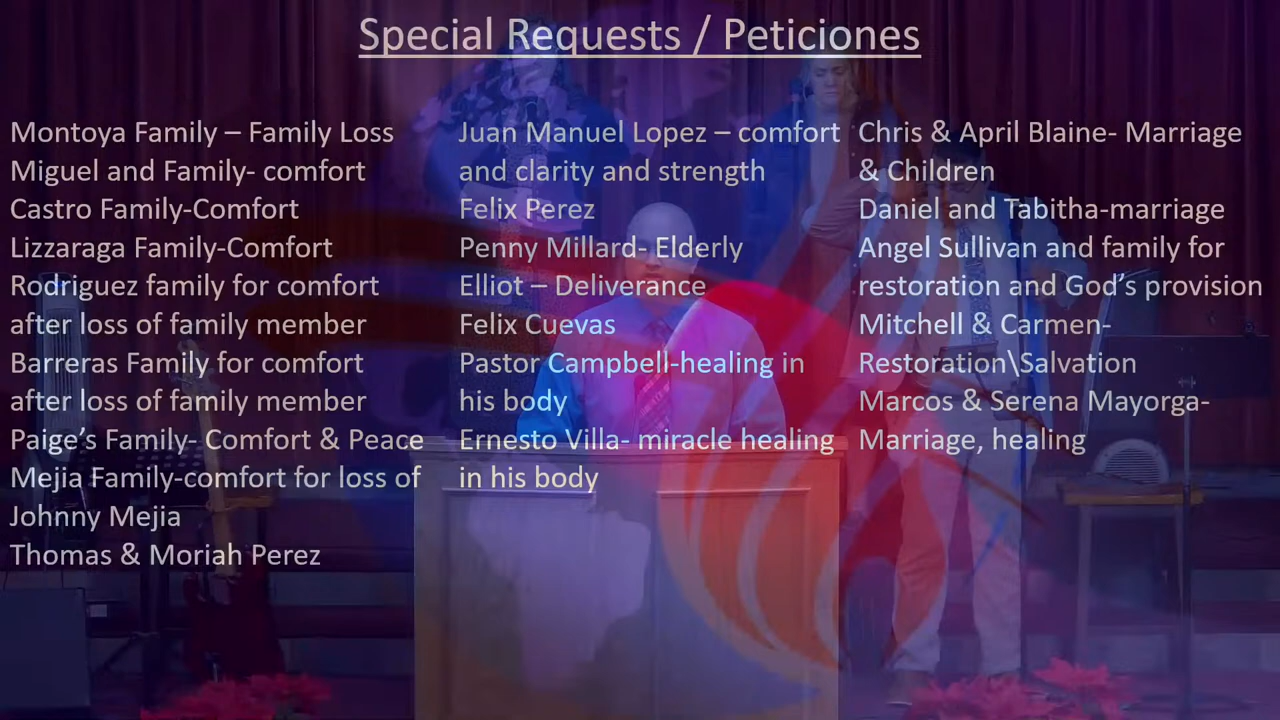 Special Requests / Peticiones
Montoya Family – Family Loss
Miguel and Family- comfort
Castro Family-Comfort
Lizzaraga Family-Comfort
Rodriguez family for comfort
after loss of family member
Barreras Family for comfort
after loss of family member
Paige’s Family- Comfort & Peace
Mejia Family-comfort for loss of
Johnny Mejia
Thomas & Moriah Perez
Juan Manuel Lopez – comfort
and clarity and strength
Felix Perez
Penny Millard- Elderly
Elliot – Deliverance
Felix Cuevas
Pastor Campbell-healing in
his body
Ernesto Villa- miracle healing
in his body
Chris & April Blaine- Marriage
& Children
Daniel and Tabitha-marriage
Angel Sullivan and family for
restoration and God’s provision
Mitchell & Carmen-
Restoration\Salvation
Marcos & Serena Mayorga-
Marriage, healing